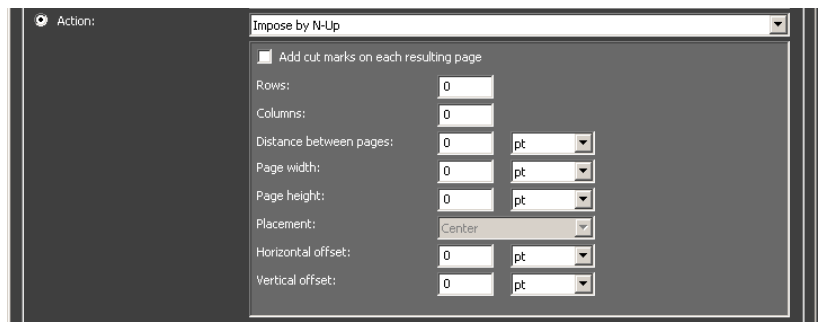 Action: Impose by N-Up
Add cut marks on each resulting page
Rows: 0
Columns: 0
Distance between pages: 0 pt
Page width: 0 pt
Page height: 0 pt
Placement: Center
Horizontal offset: 0 pt
Vertical offset: 0 pt